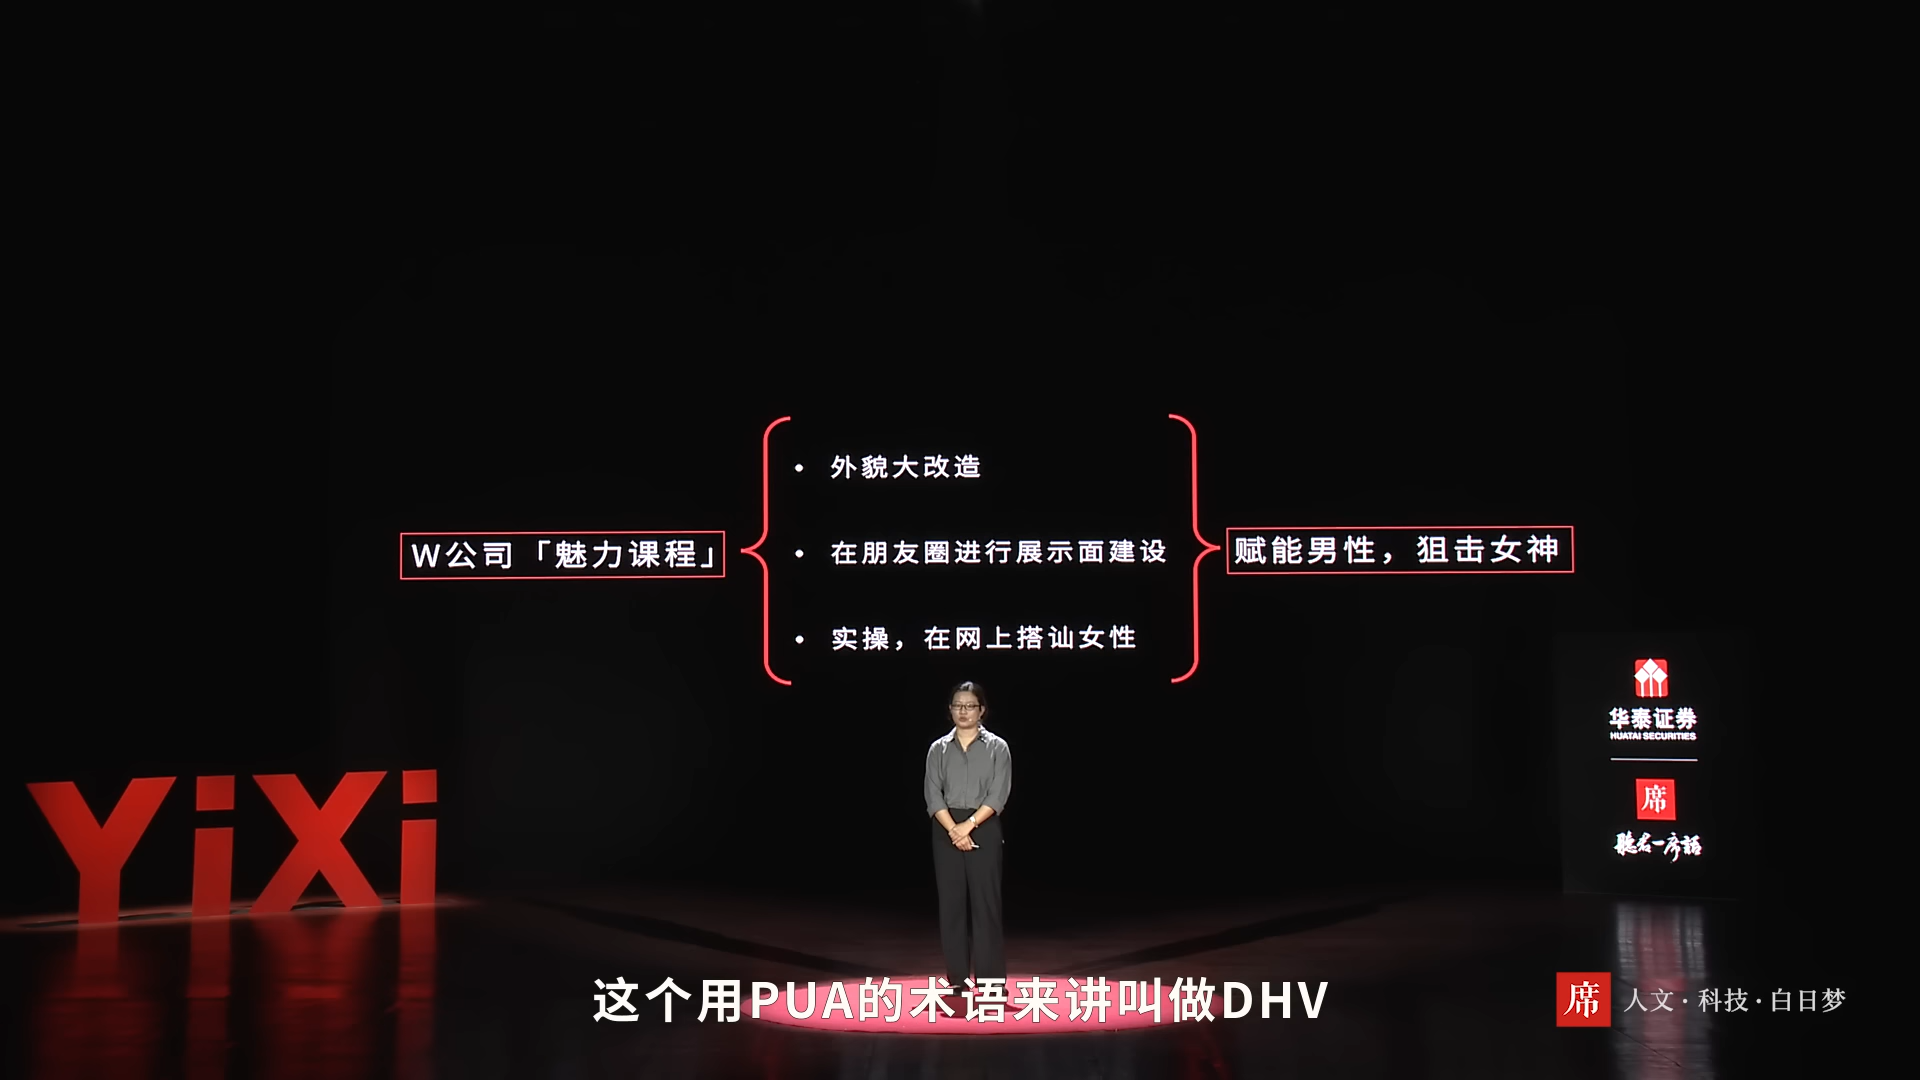 外貌大改造
在朋友圈进行展示面建设
实操，在网上搭讪女性
W公司「魅力课程」
赋能男性，狙击女神
YiXi
华泰证券
HUATAI SECURITIES
席
聽君一席話
这个用PUA的术语来讲叫做DHV
席 人文·科技·白日梦